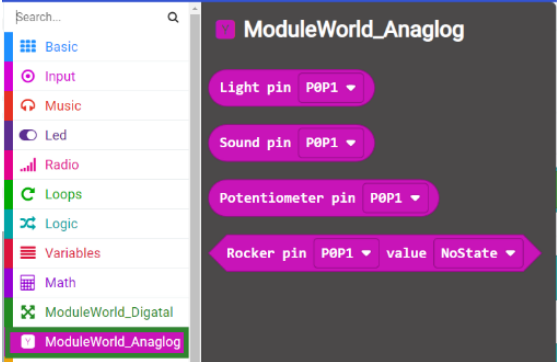 Search...
Basic
Input
Music
Led
Radio
Loops
Logic
Variables
Math
ModuleWorld_Digatal
ModuleWorld_Anaglog
ModuleWorld_Anaglog
Light pin P0P1
Sound pin P0P1
Potentiometer pin P0P1
Rocker pin P0P1 value NoState